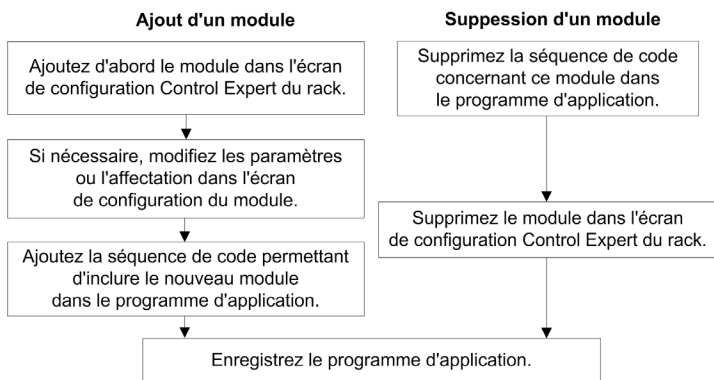 Ajout d'un module
Ajoutez d'abord le module dans l'écran
de configuration Control Expert du rack.
Si nécessaire, modifiez les paramètres
ou l'affectation dans l'écran
de configuration du module.
Ajoutez la séquence de code permettant
d'inclure le nouveau module
dans le programme d'application.
Suppession d'un module
Supprimez la séquence de code
concernant ce module dans
le programme d'application.
Supprimez le module dans l'écran
de configuration Control Expert du rack.
Enregistrez le programme d'application.